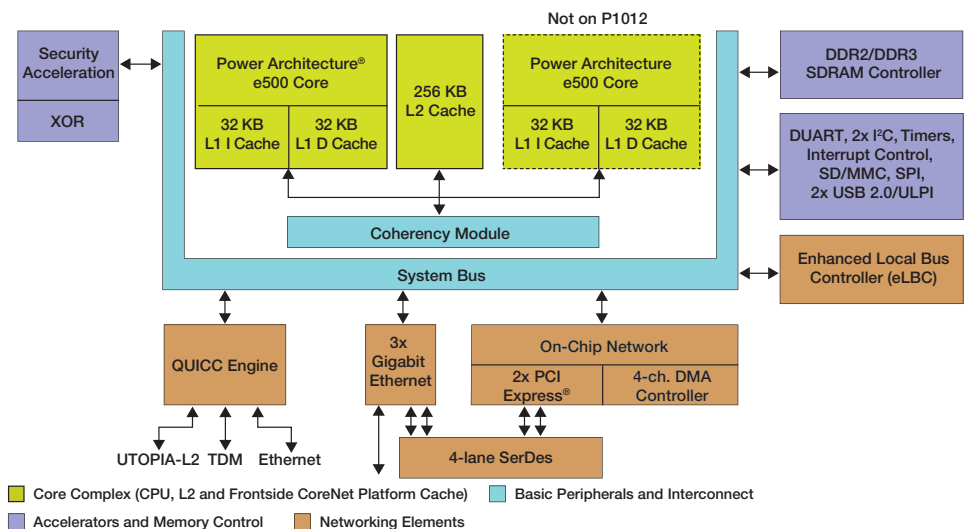 Not on P1012
Security
Acceleration
XOR
Power Architecture®
e500 Core
32 KB
L1 I Cache
32 KB
L1 D Cache
256 KB
L2 Cache
Power Architecture
e500 Core
32 KB
L1 I Cache
32 KB
L1 D Cache
DDR2/DDR3
SDRAM Controller
DUART, 2x I²C, Timers,
Interrupt Control,
SD/MMC, SPI,
2x USB 2.0/ULPI
Coherency Module
System Bus
Enhanced Local Bus
Controller (eLBC)
QUICC Engine
3x
Gigabit
Ethernet
On-Chip Network
2x PCI
Express®
4-ch. DMA
Controller
UTOPIA-L2
TDM
Ethernet
4-lane SerDes
Core Complex (CPU, L2 and Frontside CoreNet Platform Cache)
Basic Peripherals and Interconnect
Accelerators and Memory Control
Networking Elements